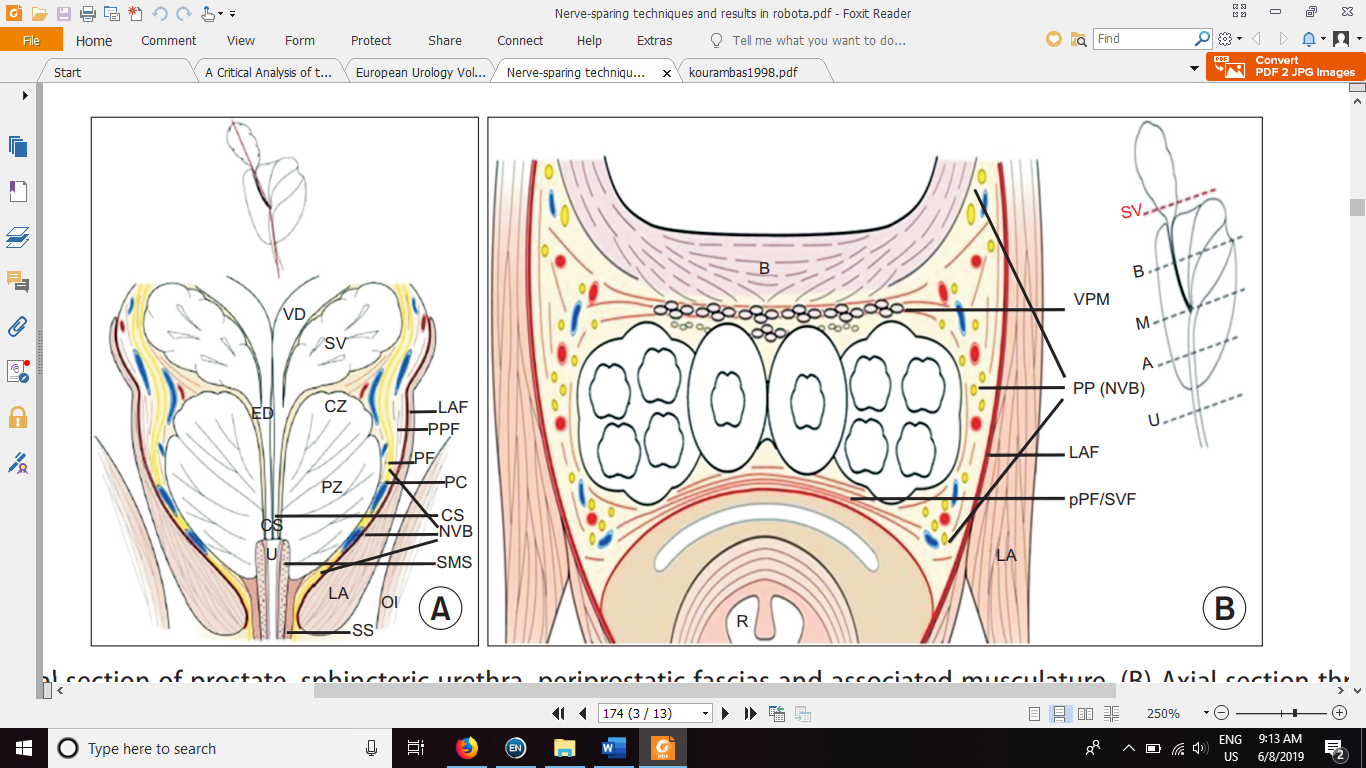 Nerve-sparing techniques and results in robota.pdf - Foxit Reader
File Home Comment View Form Protect Share Connect Help Extras Tell me what you want to do... Find
Start A Critical Analysis of t... European Urology Vol... Nerve-sparing techniqu... kourambas1998.pdf
Convert
PDF 2 JPG Images
VD
SV
ED
CZ
LAF
PPF
PF
PZ
PC
CS
CS
NVB
U
SMS
LA
OI
SS
A
B
VPM
PP (NVB)
LAF
pPF/SVF
LA
R
B
SV
B
M
A
U
section of prostate, sphincteric urethra, periprostatic fascias and associated musculature. (B) Axial section thr
174 (3 / 13)
250%
Type here to search
EN
PDF
ENG
US
9:13 AM
6/8/2019
2